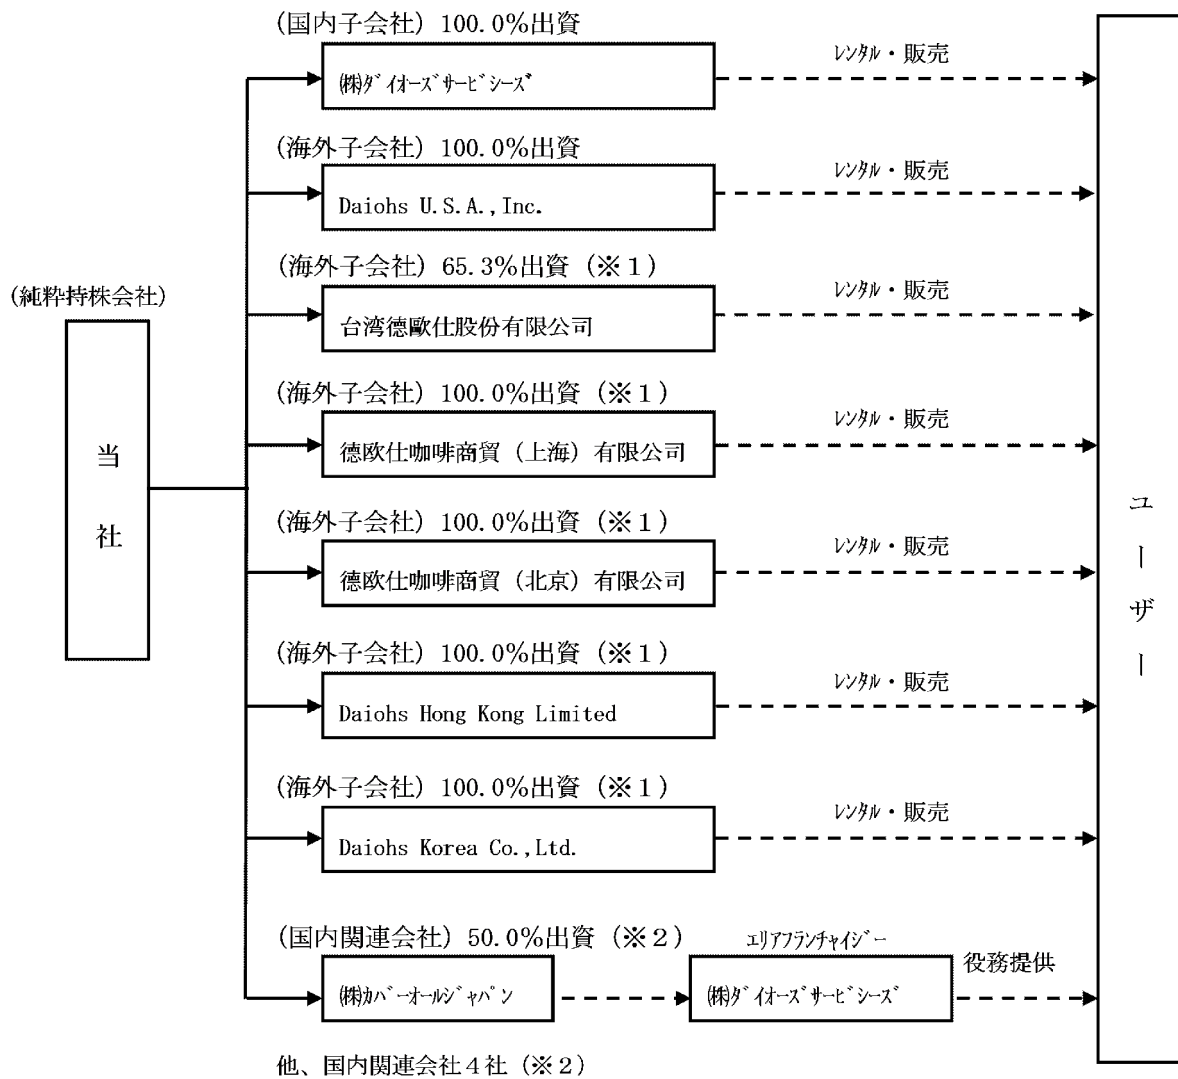 (国内子会社) 100.0%出資
㈱ﾀﾞｲｵｰｽﾞｻｰﾋﾞｼｰｽﾞ
ﾚﾝﾀﾙ・販売
(海外子会社) 100.0%出資
Daiohs U.S.A.,Inc.
ﾚﾝﾀﾙ・販売
(海外子会社) 65.3%出資 (※1)
台湾德歐仕股份有限公司
ﾚﾝﾀﾙ・販売
(純粋持株会社)
当社
(海外子会社) 100.0%出資 (※1)
德欧仕咖啡商貿 (上海) 有限公司
ﾚﾝﾀﾙ・販売
(海外子会社) 100.0%出資 (※1)
德欧仕咖啡商貿 (北京) 有限公司
ﾚﾝﾀﾙ・販売
ユーザー
(海外子会社) 100.0%出資 (※1)
Daiohs Hong Kong Limited
ﾚﾝﾀﾙ・販売
(海外子会社) 100.0%出資 (※1)
Daiohs Korea Co.,Ltd.
ﾚﾝﾀﾙ・販売
(国内関連会社) 50.0%出資 (※2)
㈱ｶﾊﾞｰｵｰﾙｼﾞｬﾊﾟﾝ
ｴﾘｱﾌﾗﾝﾁｬｲｼﾞｰ
㈱ﾀﾞｲｵｰｽﾞｻｰﾋﾞｼｰｽﾞ
役務提供
他、国内関連会社4社 (※2)